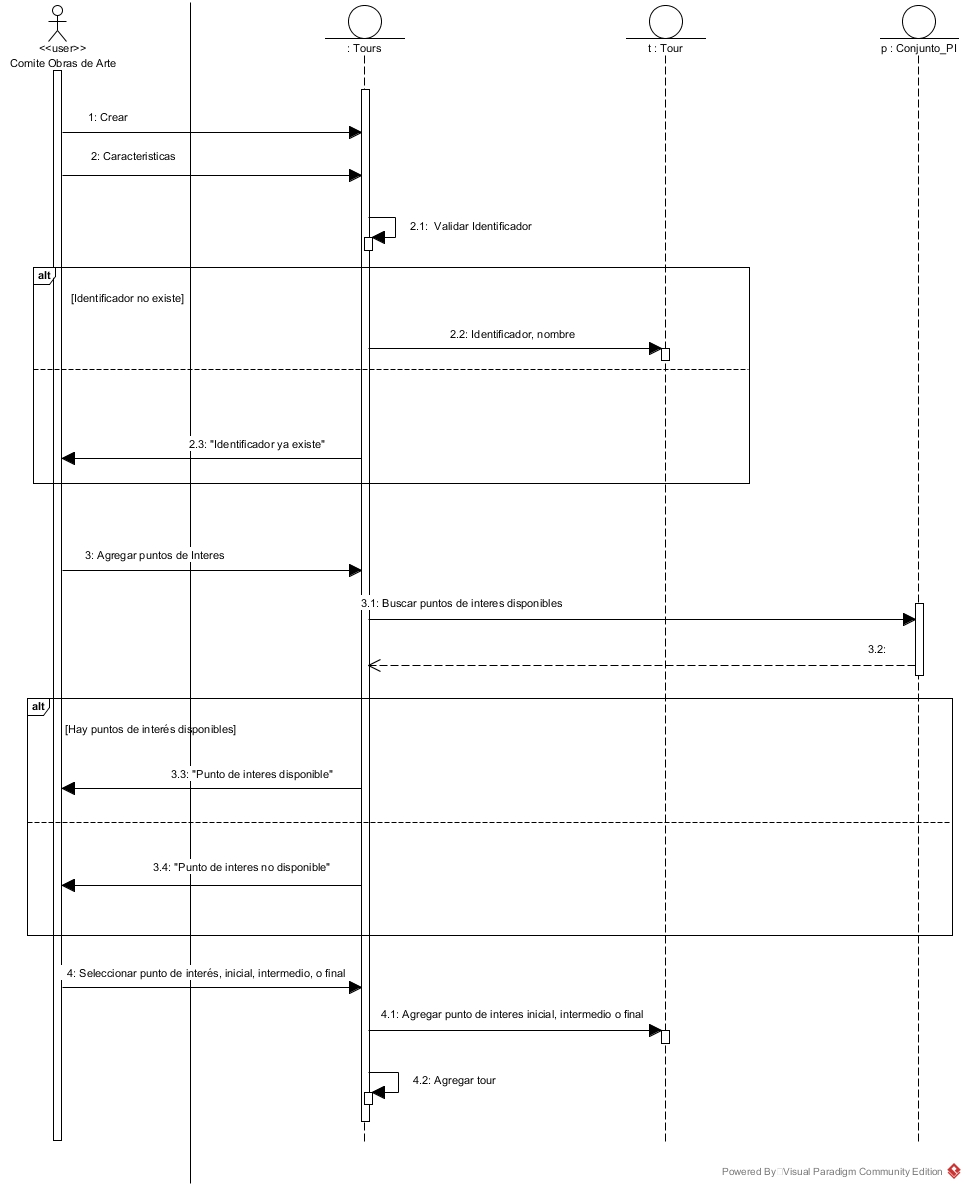 <<user>>
Comite Obras de Arte
: Tours
t : Tour
p : Conjunto_PI
1: Crear
2: Caracteristicas
2.1:  Validar Identificador
alt
[Identificador no existe]
2.2: Identificador, nombre
2.3: "Identificador ya existe"
3: Agregar puntos de Interes
3.1: Buscar puntos de interes disponibles
3.2:
alt
[Hay puntos de interés disponibles]
3.3: "Punto de interes disponible"
3.4: "Punto de interes no disponible"
4: Seleccionar punto de interés, inicial, intermedio, o final
4.1: Agregar punto de interes inicial, intermedio o final
4.2: Agregar tour
Powered By Visual Paradigm Community Edition